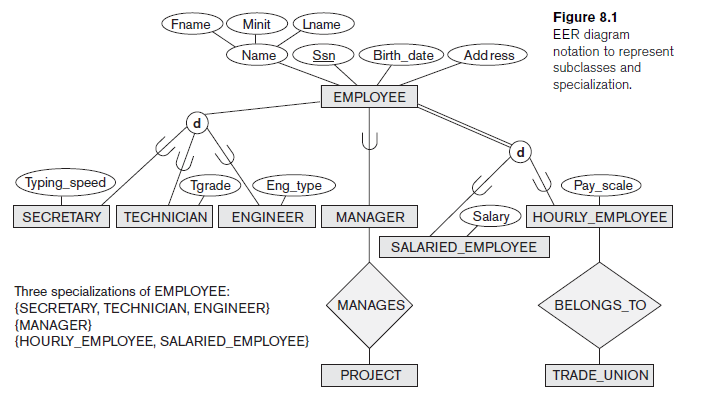 Fname Minit Lname
Name Ssn Birth_date Address
EMPLOYEE
Figure 8.1
EER diagram
notation to represent
subclasses and
specialization.
d
d
Typing_speed Tgrade Eng_type Pay_scale
SECRETARY TECHNICIAN ENGINEER MANAGER Salary HOURLY_EMPLOYEE
SALARIED_EMPLOYEE
Three specializations of EMPLOYEE:
{SECRETARY, TECHNICIAN, ENGINEER}
{MANAGER}
{HOURLY_EMPLOYEE, SALARIED_EMPLOYEE}
MANAGES BELONGS_TO
PROJECT TRADE_UNION